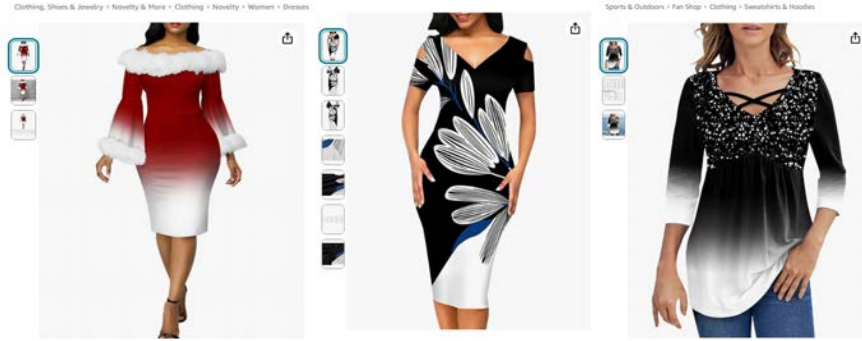 Clothing, Shoes & Jewelry › Novelty & More › Clothing › Novelty › Women › Dresses
Sports & Outdoors › Fan Shop › Clothing › Sweatshirts & Hoodies